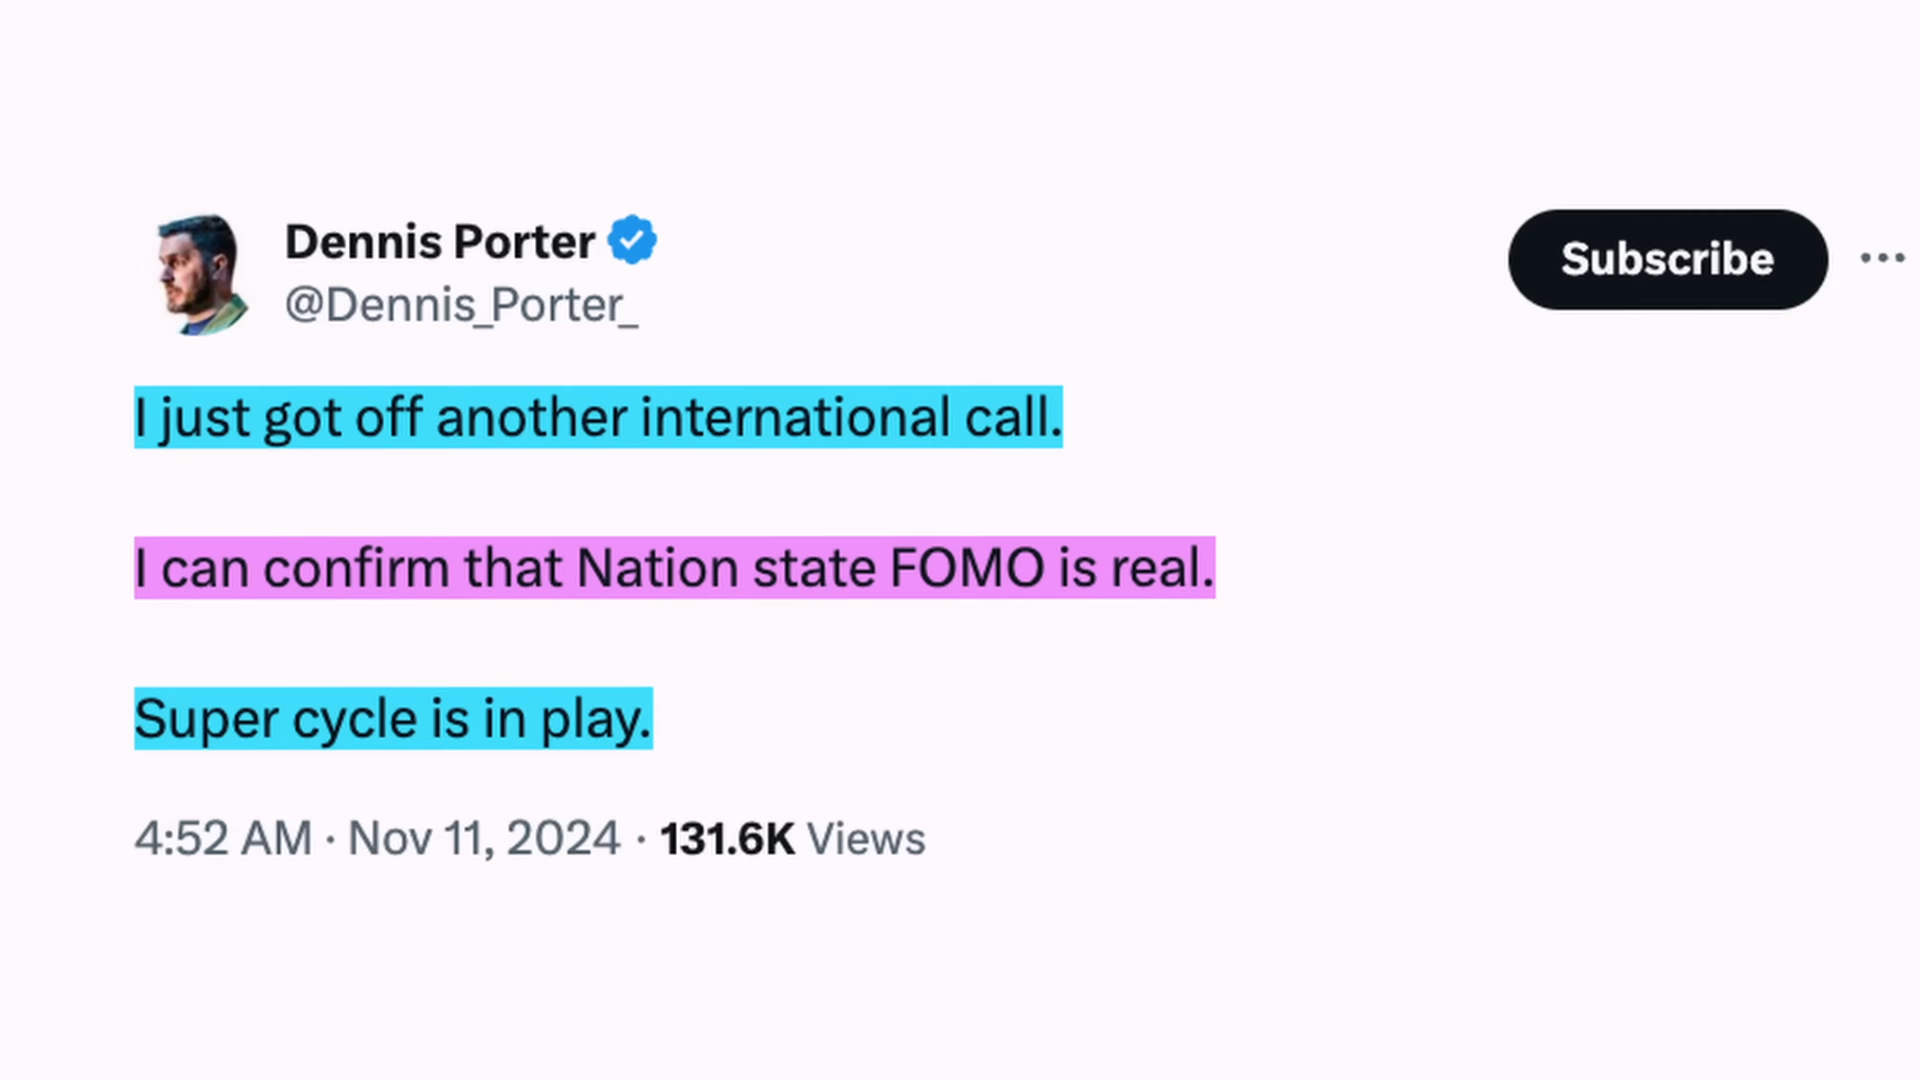 Dennis Porter
@Dennis_Porter_
Subscribe
I just got off another international call.
I can confirm that Nation state FOMO is real.
Super cycle is in play.
4:52 AM · Nov 11, 2024 · 131.6K Views